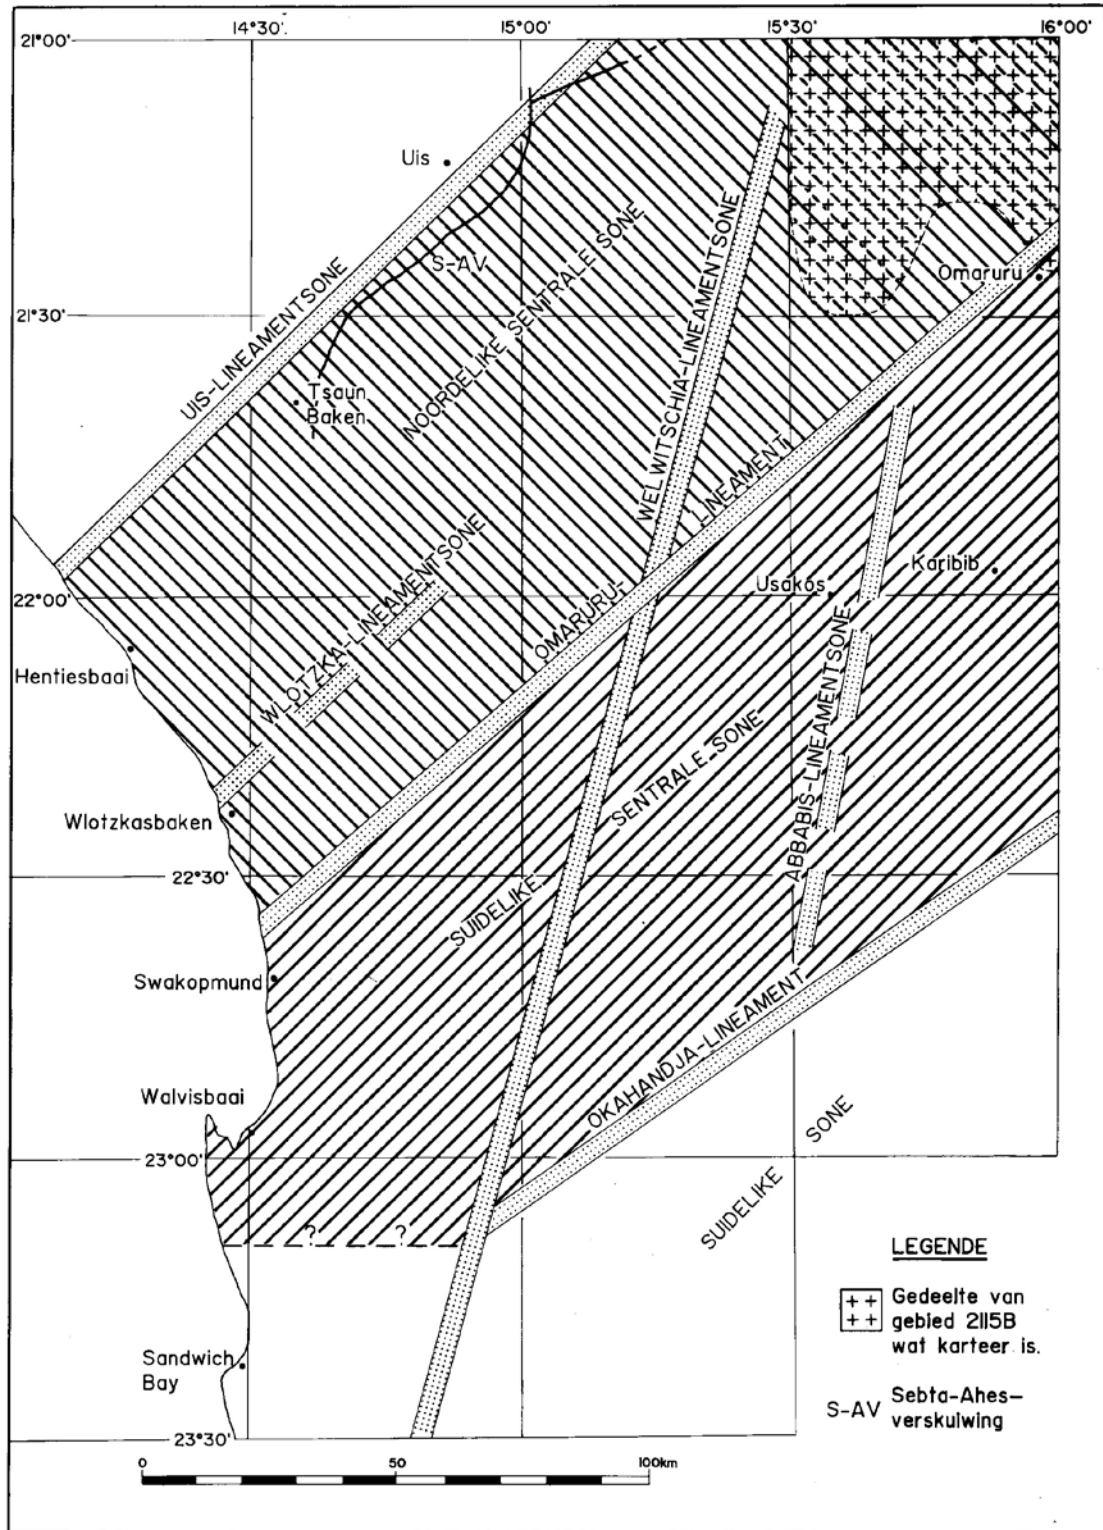 14°30'
15°00'
15°30'
16°00'
21°00'
Uis
S-AV
UIS-LINEAMENTSONE
NOORDELIKE SENTRALE SONE
WELWITSCHIA-LINEAMENTSONE
Omaruru
21°30'
Tsaun
Baken
WLOTZKA-LINEAMENTSONE
OMARURU-LINEAMENT
Usakos
Karibib
22°00'
Hentiesbaai
ABBABIS-LINEAMENTSONE
SUIDELIKE SENTRALE SONE
Wlotzkasbaken
22°30'
Swakopmund
OKAHANDJA-LINEAMENT
Walvisbaai
SUIDELIKE SONE
23°00'
? ?
Sandwich
Bay
23°30'
LEGENDE
Gedeelte van
gebied 2115B
wat karteer is.
S-AV Sebta-Ahes-
verskuiwing
0 50 100km